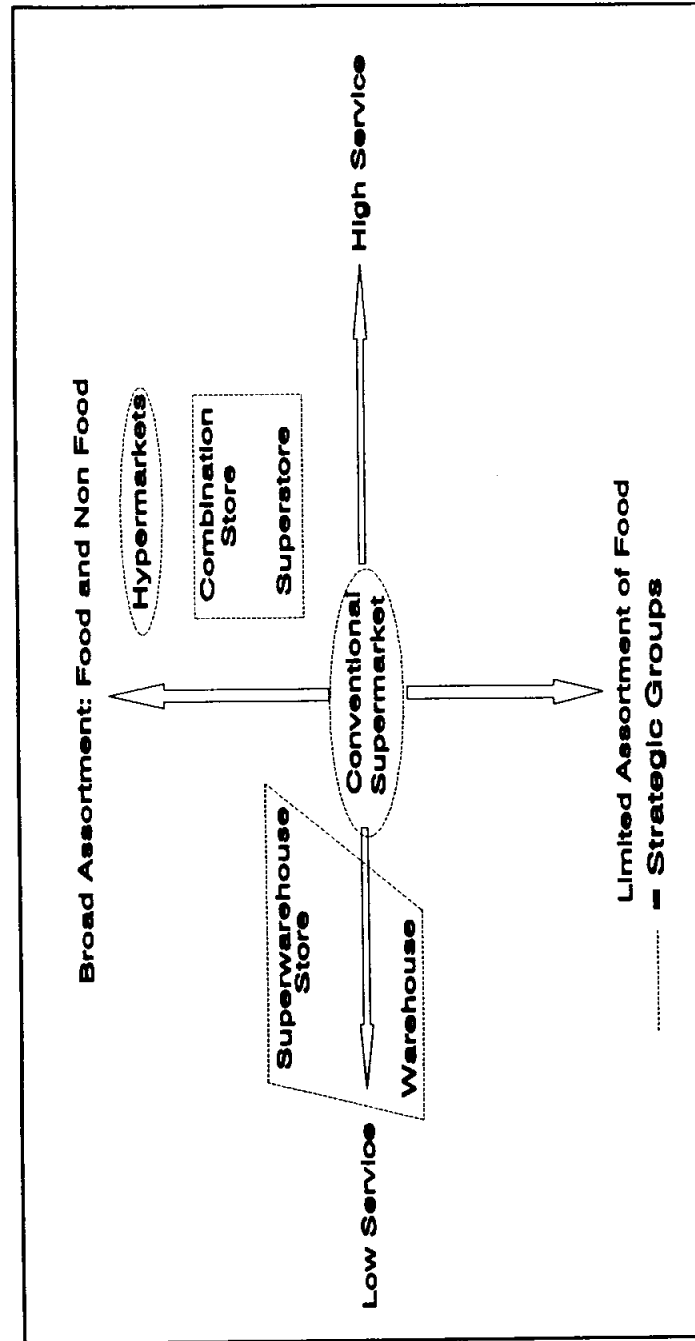 Broad Assortment: Food and Non Food
Hypermarkets
Combination
Store
Superstore
Superwarehouse
Store
Conventional
Supermarket
Low Service
High Service
Warehouse
Limited Assortment of Food
= Strategic Groups